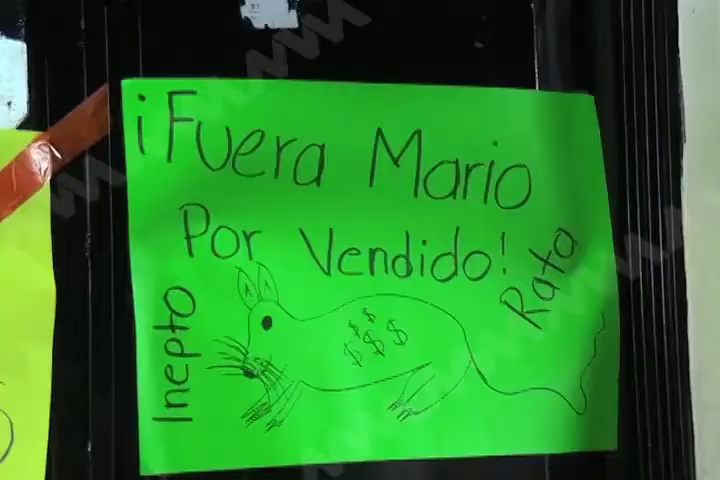 ¡Fuera Mario
Por Vendido!
Rata
Inepto
$ $ $ $ $